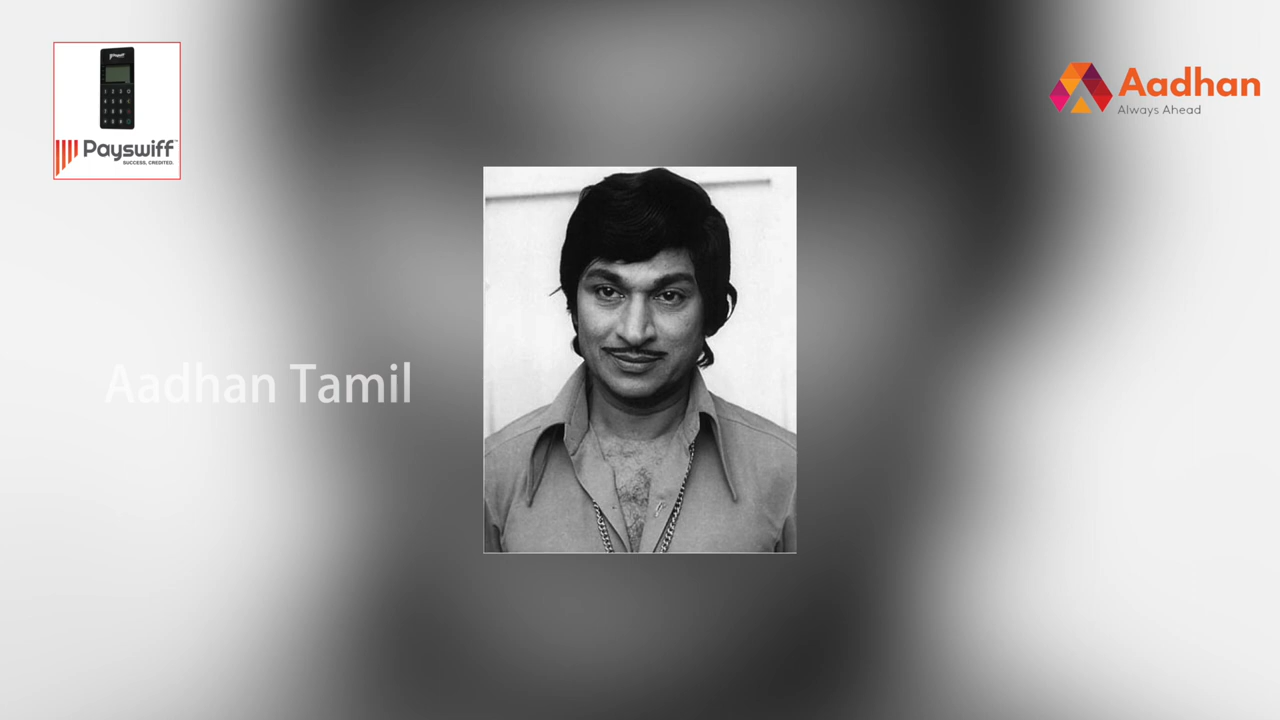 Payswiff
SUCCESS, CREDITED.
Aadhan
Always Ahead
Aadhan Tamil